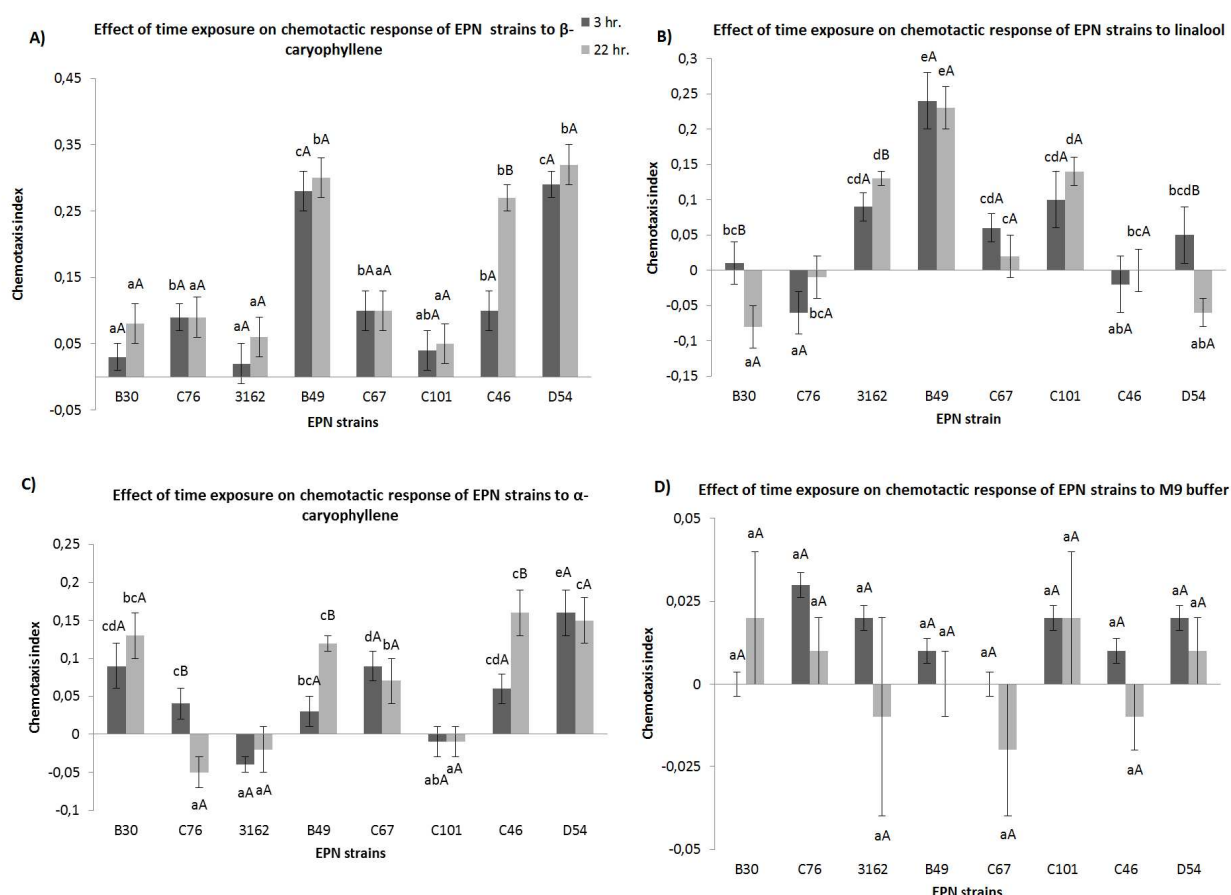 A)
Effect of time exposure on chemotactic response of EPN strains to β-
caryophyllene
3 hr.
22 hr.
Chemotaxis index
0,45
0,35
0,25
0,15
0,05
-0,05
aA aA bA aA aA aA cA bA bA aA abA aA bA bB cA bA
B30 C76 3162 B49 C67 C101 C46 D54
EPN strains
B)
Effect of time exposure on chemotactic response of EPN strains to linalool
Chemotaxis index
0,3
0,25
0,2
0,15
0,1
0,05
0
-0,05
-0,1
-0,15
bcB aA aA bcA cdA dB eA eA cdA cA cdA dA abA bcA bcdB abA
B30 C76 3162 B49 C67 C101 C46 D54
EPN strain
C)
Effect of time exposure on chemotactic response of EPN strains to α-
caryophyllene
Chemotaxis index
0,25
0,2
0,15
0,1
0,05
0
-0,05
-0,1
cdA bcA cB aA aA aA bcA cB dA bA abA aA cdA cB eA cA
B30 C76 3162 B49 C67 C101 C46 D54
EPN strains
D)
Effect of time exposure on chemotactic response of EPN strains to M9 buffer
Chemotaxis index
0,05
0,025
0
-0,025
-0,05
aA aA aA aA aA aA aA aA aA aA aA aA aA aA aA aA
B30 C76 3162 B49 C67 C101 C46 D54
EPN strains